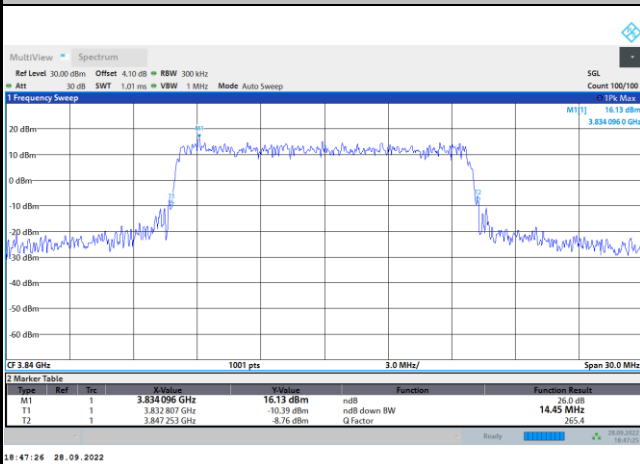 MultiView Spectrum
Ref Level 30.00 dBm Offset 4.10 dB RBW 300 kHz SGL
Att 30 dB SWT 1.01 ms VBW 1 MHz Mode Auto Sweep Count 100/100
1 Frequency Sweep 1Pk Max
M1[1] 16.13 dBm
3.834 096 0 GHz
M1
20 dBm
10 dBm
0 dBm
-10 dBm
-20 dBm
-30 dBm
-40 dBm
-50 dBm
-60 dBm
T1
T2
CF 3.84 GHz 1001 pts 3.0 MHz/ Span 30.0 MHz
2 Marker Table
Type Ref Trc X-Value Y-Value Function Function Result
M1 1 3.834 096 GHz 16.13 dBm ndB 26.0 dB
T1 1 3.832 807 GHz -10.39 dBm ndB down BW 14.45 MHz
T2 1 3.847 253 GHz -8.76 dBm Q Factor 265.4
Ready 28.09.2022
18:47:25
18:47:26 28.09.2022